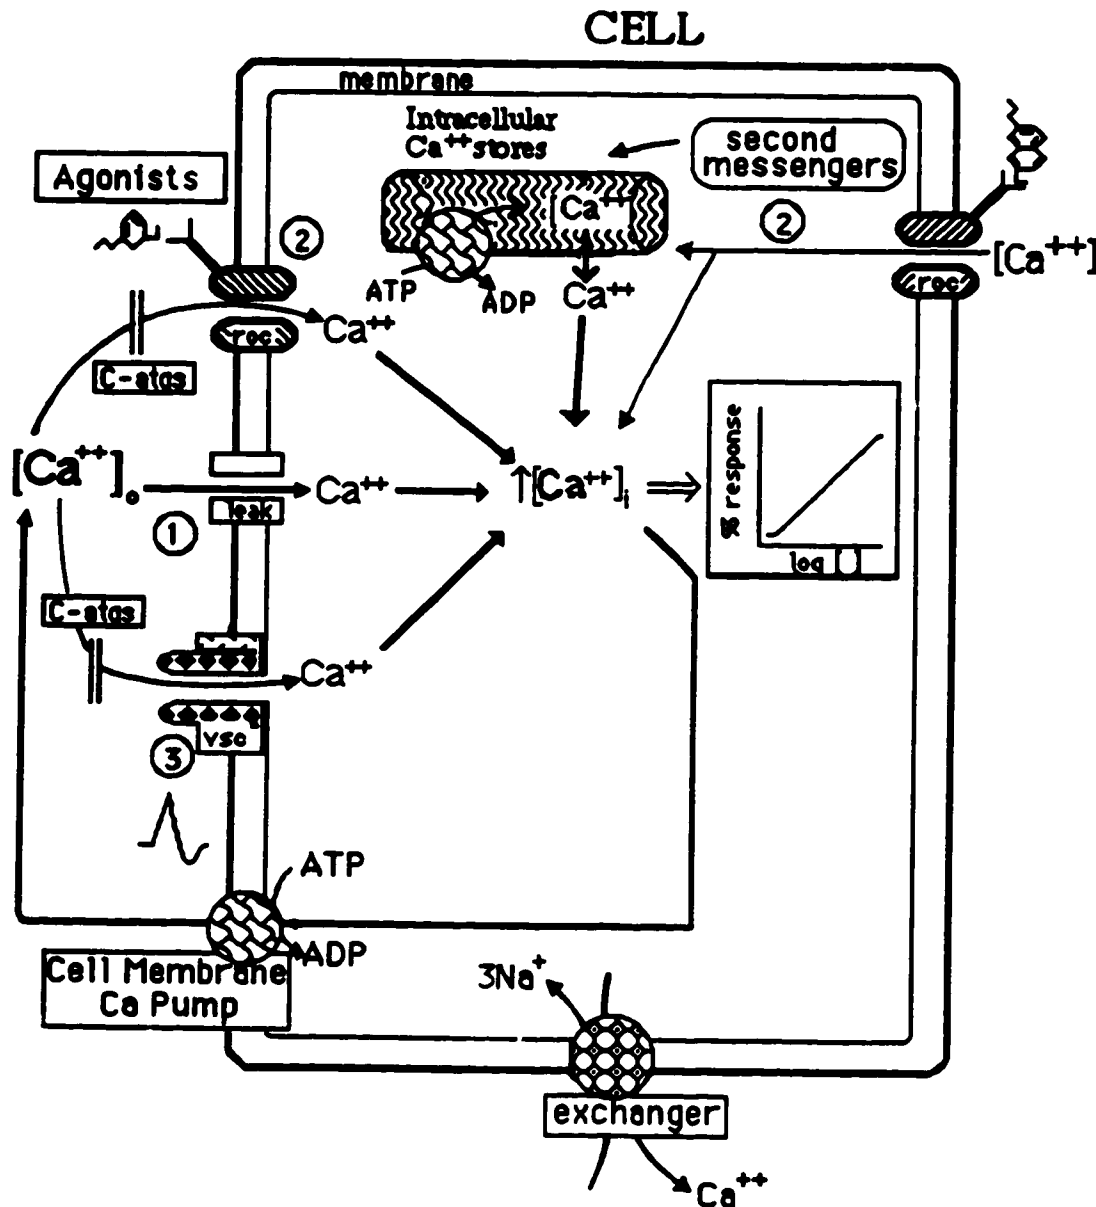 CELL
membrane
Intracellular
Ca++ stores
second
messengers
Agonists
2
[Ca++]
2
[Ca++]
roc
ATP
ADP
Ca++
roc
Ca++
C-atgs
[Ca++]o
Ca++
↑[Ca++]i
% response
log []
leak
1
C-atgs
Ca++
vsc
3
ATP
ADP
Cell Membrane
Ca Pump
3Na+
exchanger
Ca++